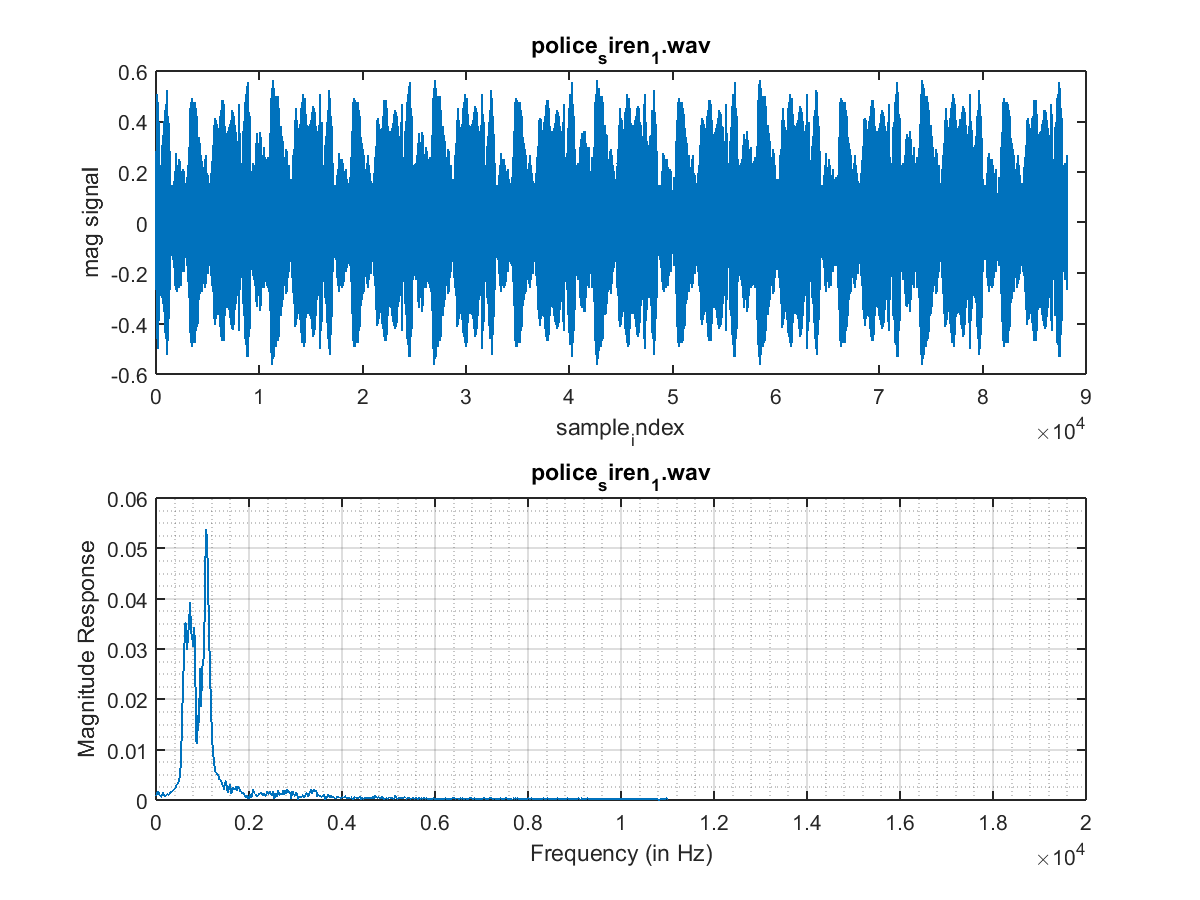 police_siren_1.wav
0.6
0.4
0.2
0
-0.2
-0.4
-0.6
mag signal
0 1 2 3 4 5 6 7 8 9
×10^4
sample_index
police_siren_1.wav
0.06
0.05
0.04
0.03
0.02
0.01
0
Magnitude Response
0 0.2 0.4 0.6 0.8 1 1.2 1.4 1.6 1.8 2
×10^4
Frequency (in Hz)